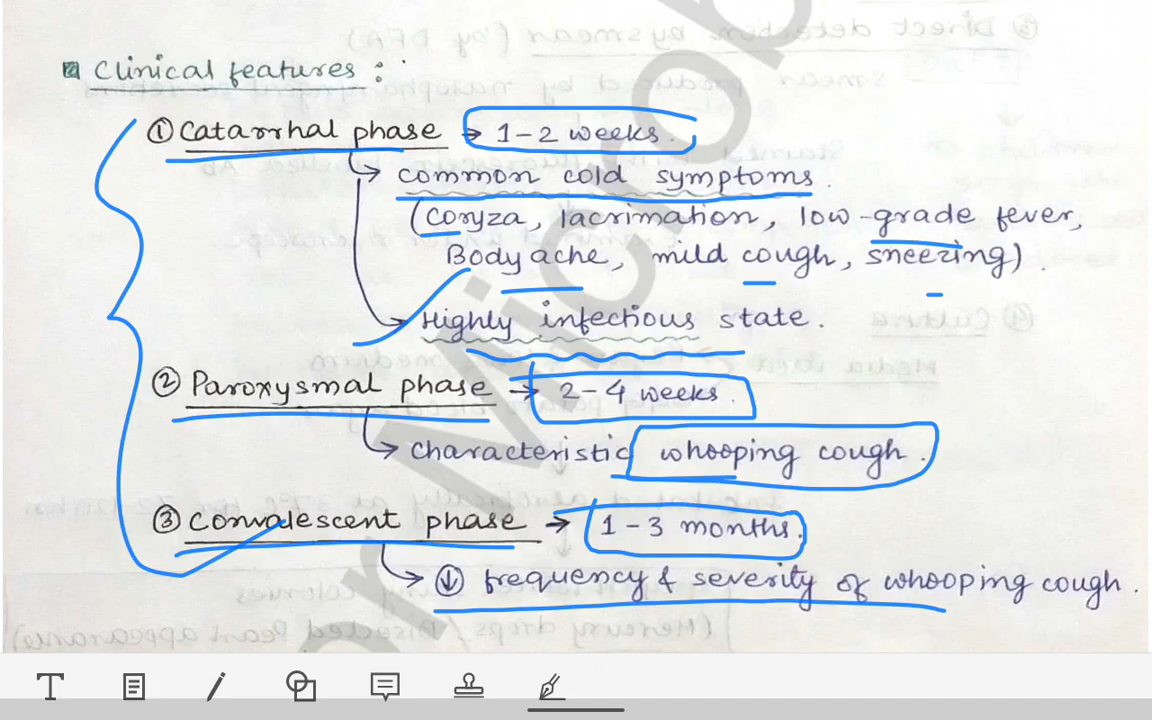 Clinical features :
① Catarrhal phase → 1-2 weeks.
→ common cold symptoms.
(Coryza, lacrimation, low-grade fever,
Body ache, mild cough, sneezing).
→ Highly infectious state.
② Paroxysmal phase → 2-4 weeks.
→ characteristic whooping cough.
③ Convalescent phase → 1-3 months.
→ ↓ frequency & severity of whooping cough.